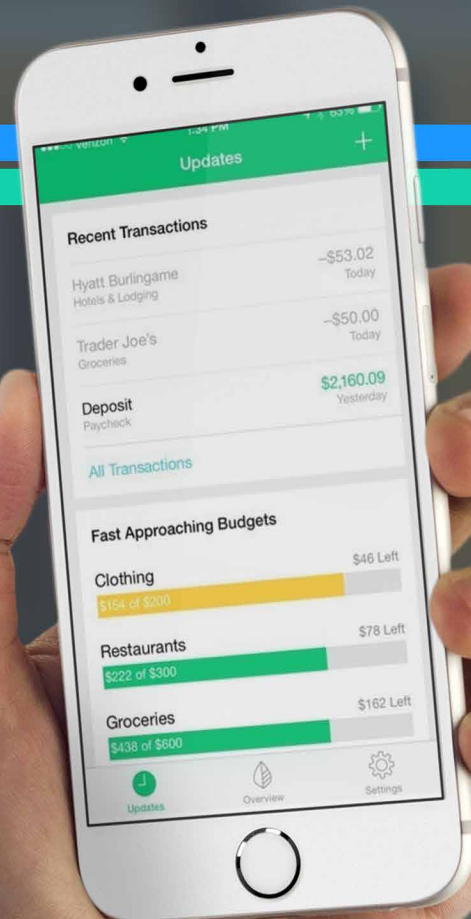 Verizon 1:34 PM 63%
Updates +
Recent Transactions
Hyatt Burlingame –$53.02
Hotels & Lodging Today
Trader Joe's –$50.00
Groceries Today
Deposit $2,160.09
Paycheck Yesterday
All Transactions
Fast Approaching Budgets
Clothing $46 Left
$154 of $200
Restaurants $78 Left
$222 of $300
Groceries $162 Left
$438 of $600
Updates Overview Settings